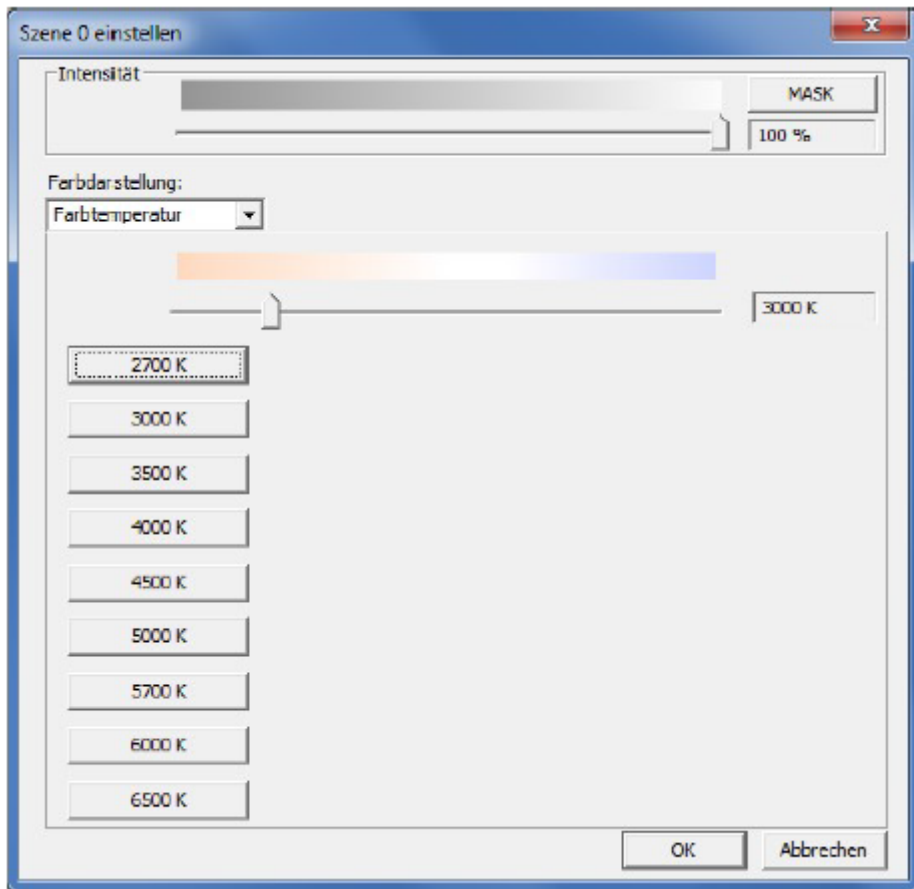 Szene 0 einstellen
Intensität
MASK
100 %
Farbdarstellung:
Farbtemperatur
3000 K
2700 K
3000 K
3500 K
4000 K
4500 K
5000 K
5700 K
6000 K
6500 K
OK
Abbrechen